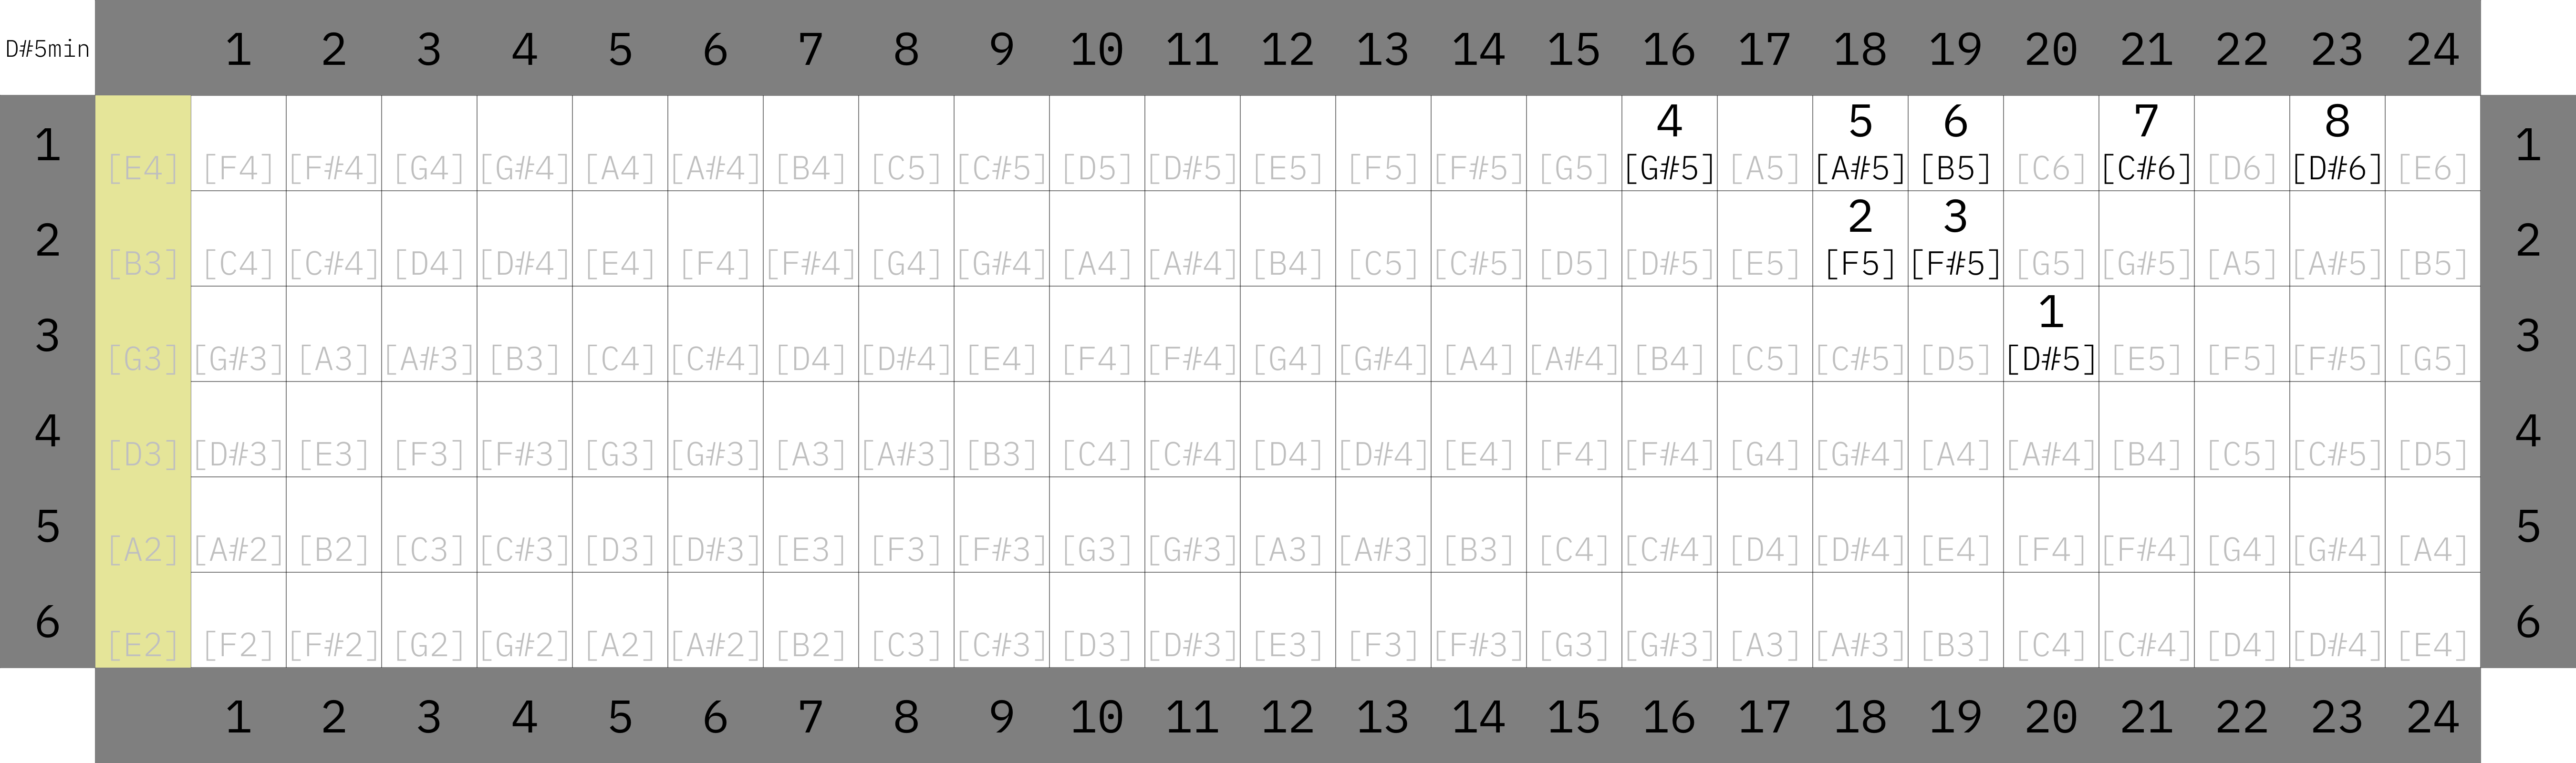 D#5min 1 2 3 4 5 6 7 8 9 10 11 12 13 14 15 16 17 18 19 20 21 22 23 24
4 5 6 7 8
1 [E4] [F4] [F#4] [G4] [G#4] [A4] [A#4] [B4] [C5] [C#5] [D5] [D#5] [E5] [F5] [F#5] [G5] [G#5] [A5] [A#5] [B5] [C6] [C#6] [D6] [D#6] [E6] 1
2 3
2 [B3] [C4] [C#4] [D4] [D#4] [E4] [F4] [F#4] [G4] [G#4] [A4] [A#4] [B4] [C5] [C#5] [D5] [D#5] [E5] [F5] [F#5] [G5] [G#5] [A5] [A#5] [B5] 2
1
3 [G3] [G#3] [A3] [A#3] [B3] [C4] [C#4] [D4] [D#4] [E4] [F4] [F#4] [G4] [G#4] [A4] [A#4] [B4] [C5] [C#5] [D5] [D#5] [E5] [F5] [F#5] [G5] 3
4 [D3] [D#3] [E3] [F3] [F#3] [G3] [G#3] [A3] [A#3] [B3] [C4] [C#4] [D4] [D#4] [E4] [F4] [F#4] [G4] [G#4] [A4] [A#4] [B4] [C5] [C#5] [D5] 4
5 [A2] [A#2] [B2] [C3] [C#3] [D3] [D#3] [E3] [F3] [F#3] [G3] [G#3] [A3] [A#3] [B3] [C4] [C#4] [D4] [D#4] [E4] [F4] [F#4] [G4] [G#4] [A4] 5
6 [E2] [F2] [F#2] [G2] [G#2] [A2] [A#2] [B2] [C3] [C#3] [D3] [D#3] [E3] [F3] [F#3] [G3] [G#3] [A3] [A#3] [B3] [C4] [C#4] [D4] [D#4] [E4] 6
1 2 3 4 5 6 7 8 9 10 11 12 13 14 15 16 17 18 19 20 21 22 23 24